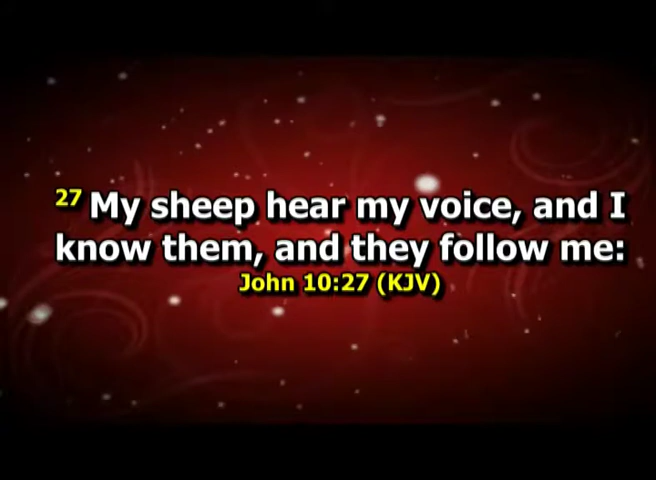 27 My sheep hear my voice, and I
know them, and they follow me:
John 10:27 (KJV)